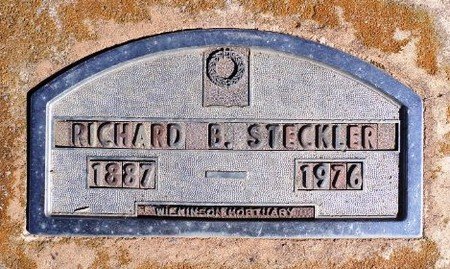 RICHARD B. STECKLER
1887 — 1976
WILKINSON MORTUARY